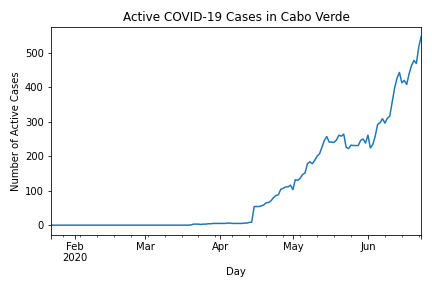 Active COVID-19 Cases in Cabo Verde
Number of Active Cases
500
400
300
200
100
0
Feb
2020
Mar
Apr
May
Jun
Day